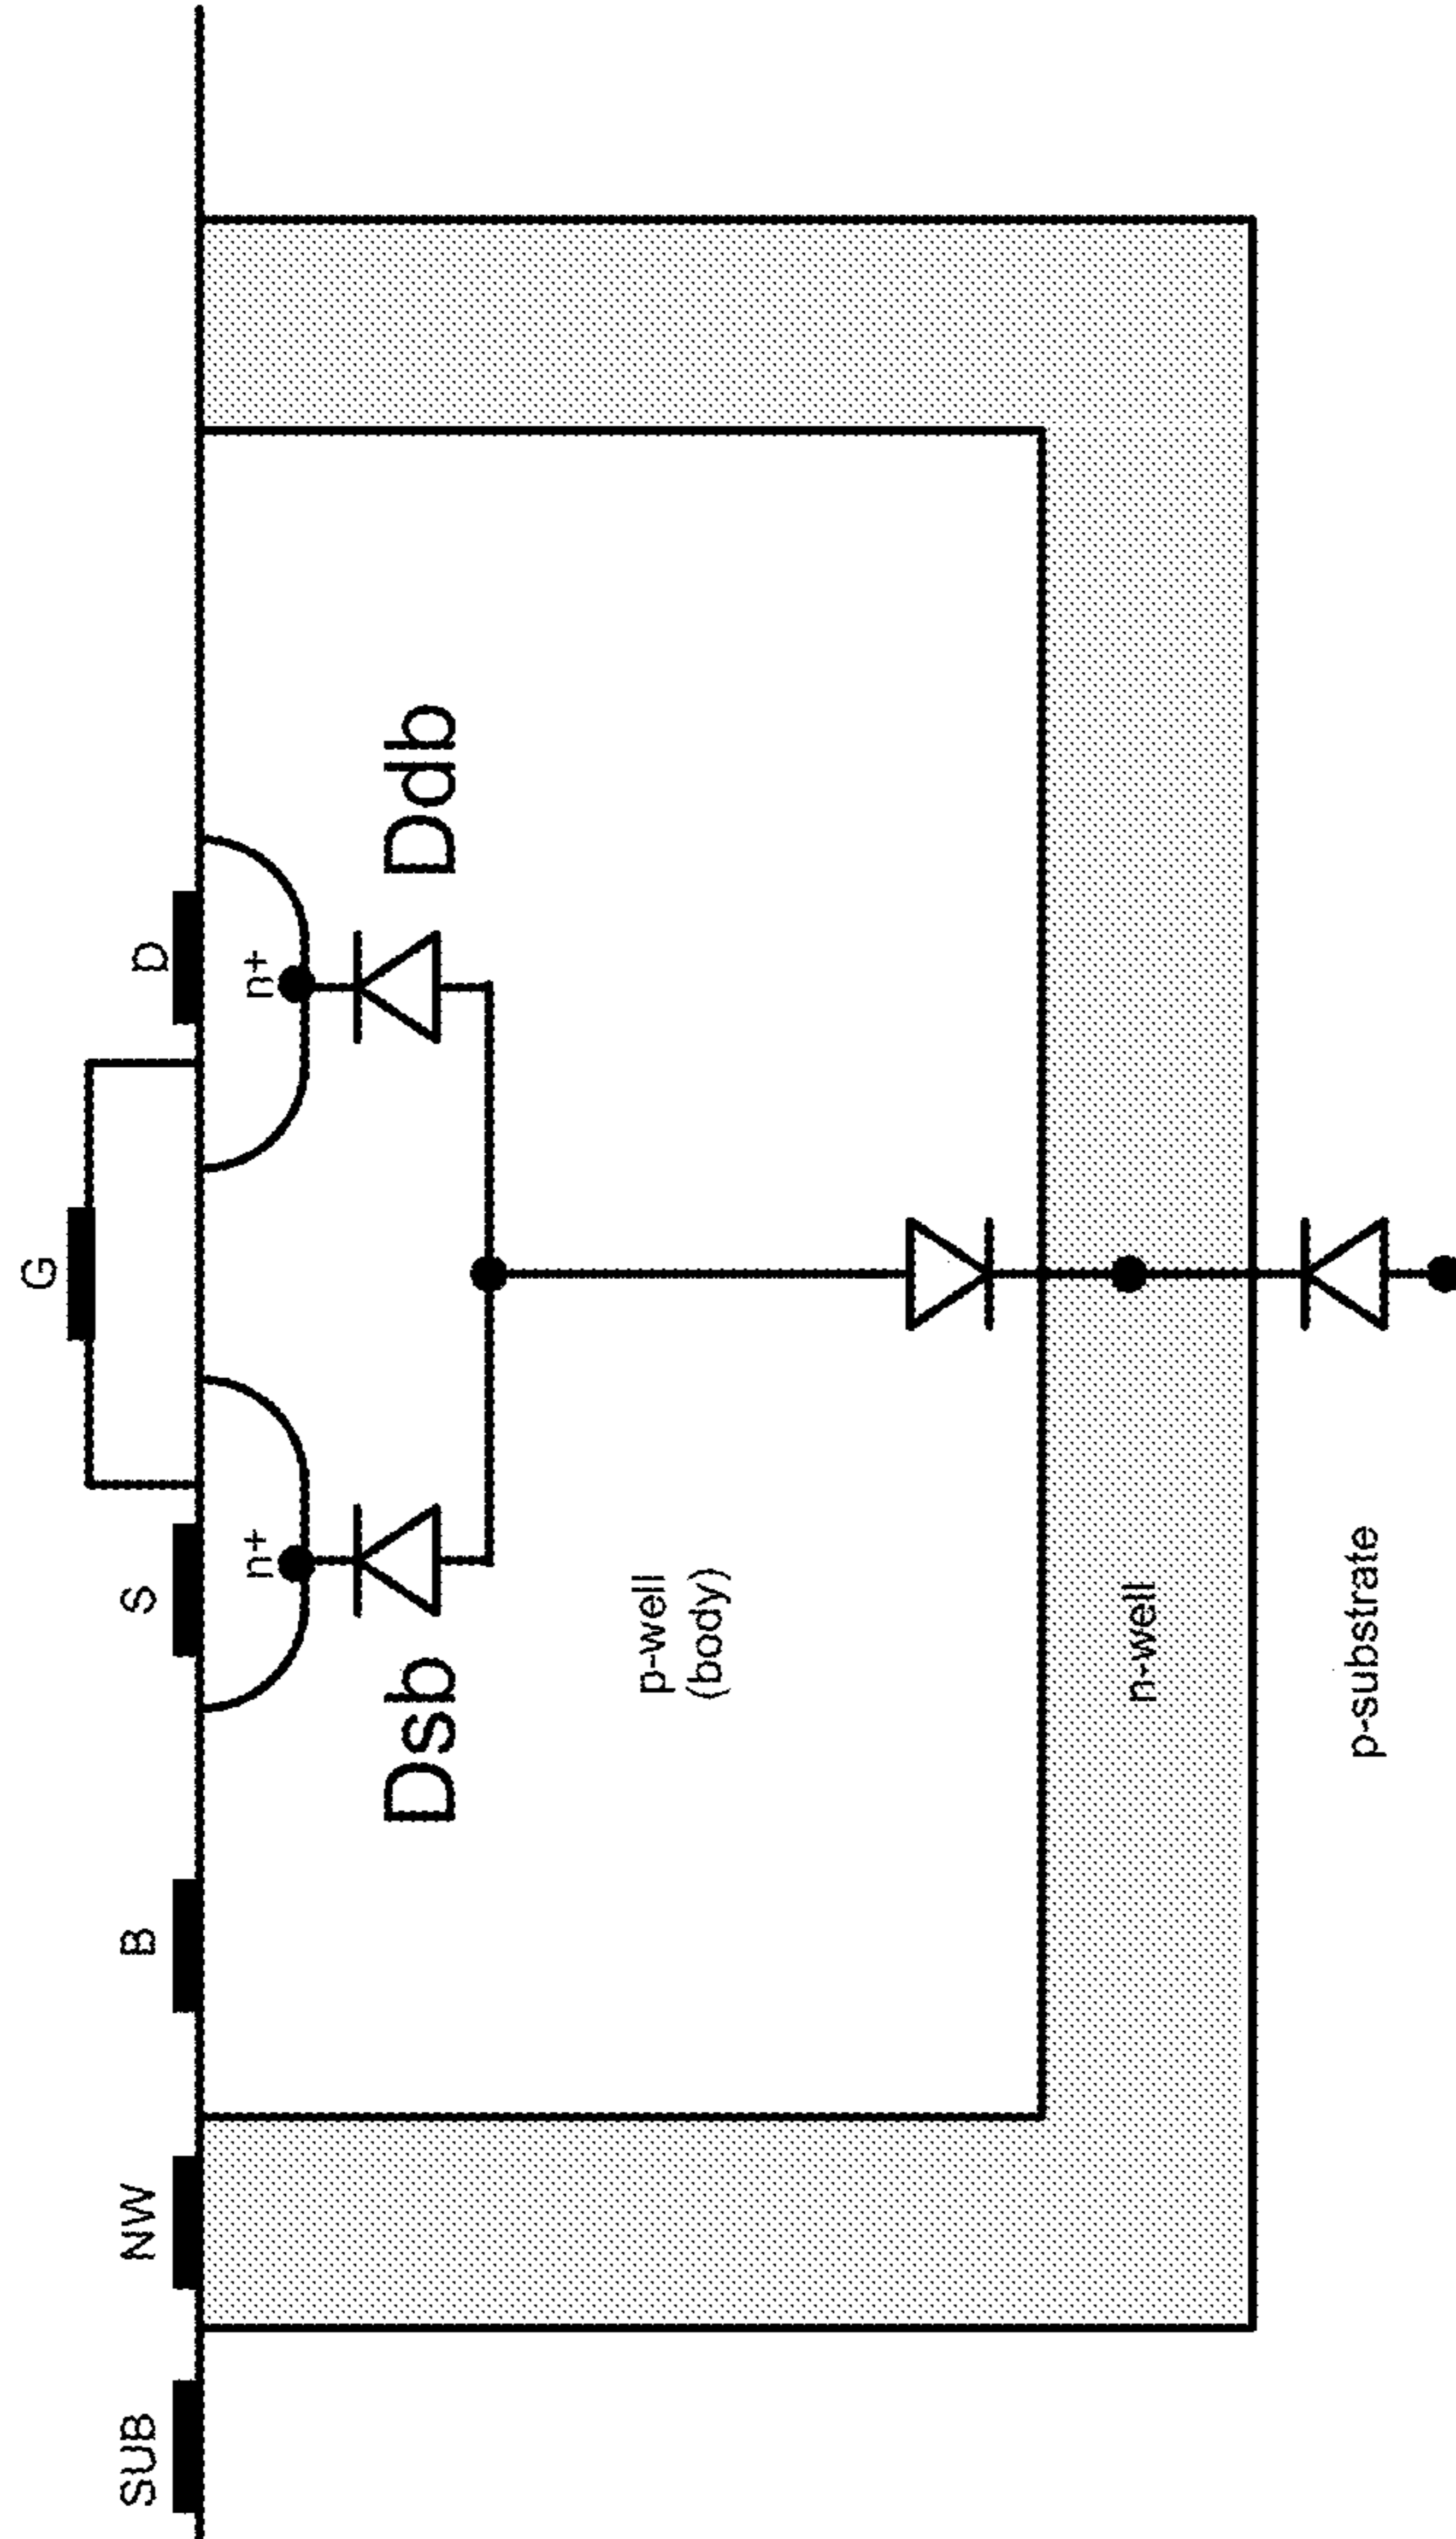 G
SUB
NW
B
S
D
n+
n+
Dsb
Ddb
p-well
(body)
n-well
p-substrate